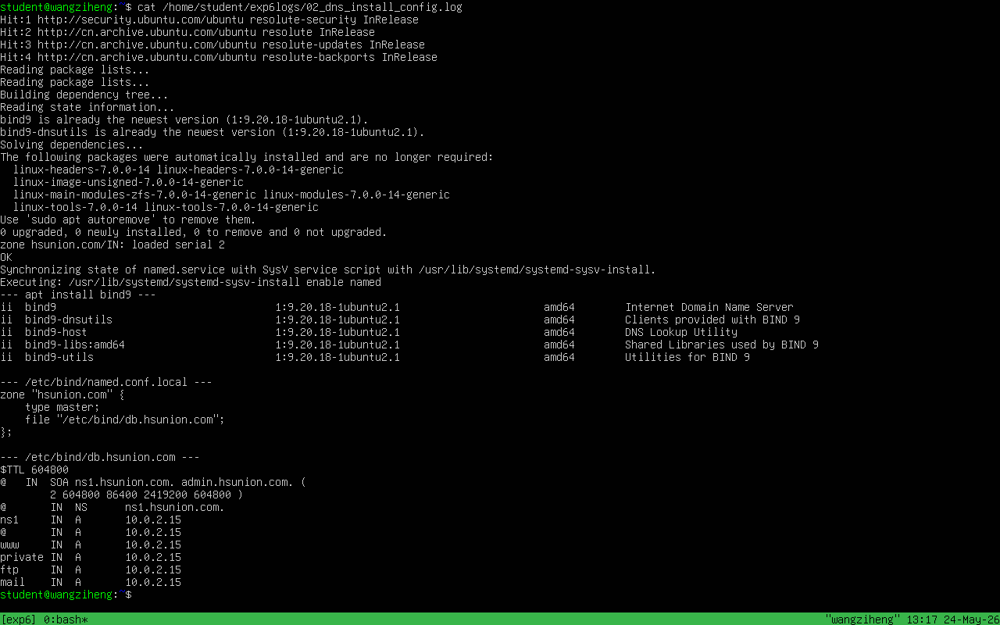 student@wangziheng:~$ cat /home/student/exp6logs/02_dns_install_config.log
Hit:1 http://security.ubuntu.com/ubuntu resolute-security InRelease
Hit:2 http://cn.archive.ubuntu.com/ubuntu resolute InRelease
Hit:3 http://cn.archive.ubuntu.com/ubuntu resolute-updates InRelease
Hit:4 http://cn.archive.ubuntu.com/ubuntu resolute-backports InRelease
Reading package lists...
Reading package lists...
Building dependency tree...
Reading state information...
bind9 is already the newest version (1:9.20.18-1ubuntu2.1).
bind9-dnsutils is already the newest version (1:9.20.18-1ubuntu2.1).
Solving dependencies...
The following packages were automatically installed and are no longer required:
  linux-headers-7.0.0-14 linux-headers-7.0.0-14-generic
  linux-image-unsigned-7.0.0-14-generic
  linux-main-modules-zfs-7.0.0-14-generic linux-modules-7.0.0-14-generic
  linux-tools-7.0.0-14 linux-tools-7.0.0-14-generic
Use 'sudo apt autoremove' to remove them.
0 upgraded, 0 newly installed, 0 to remove and 0 not upgraded.
zone hsunion.com/IN: loaded serial 2
OK
Synchronizing state of named.service with SysV service script with /usr/lib/systemd/systemd-sysv-install.
Executing: /usr/lib/systemd/systemd-sysv-install enable named
--- apt install bind9 ---
ii  bind9                                   1:9.20.18-1ubuntu2.1                       amd64        Internet Domain Name Server
ii  bind9-dnsutils                          1:9.20.18-1ubuntu2.1                       amd64        Clients provided with BIND 9
ii  bind9-host                              1:9.20.18-1ubuntu2.1                       amd64        DNS Lookup Utility
ii  bind9-libs:amd64                        1:9.20.18-1ubuntu2.1                       amd64        Shared Libraries used by BIND 9
ii  bind9-utils                             1:9.20.18-1ubuntu2.1                       amd64        Utilities for BIND 9

--- /etc/bind/named.conf.local ---
zone "hsunion.com" {
    type master;
    file "/etc/bind/db.hsunion.com";
};

--- /etc/bind/db.hsunion.com ---
$TTL 604800
@   IN  SOA ns1.hsunion.com. admin.hsunion.com. (
        2 604800 86400 2419200 604800 )
@       IN  NS      ns1.hsunion.com.
ns1     IN  A       10.0.2.15
@       IN  A       10.0.2.15
www     IN  A       10.0.2.15
private IN  A       10.0.2.15
ftp     IN  A       10.0.2.15
mail    IN  A       10.0.2.15
student@wangziheng:~$
[exp6] 0:bash* "wangziheng" 13:17 24-May-26